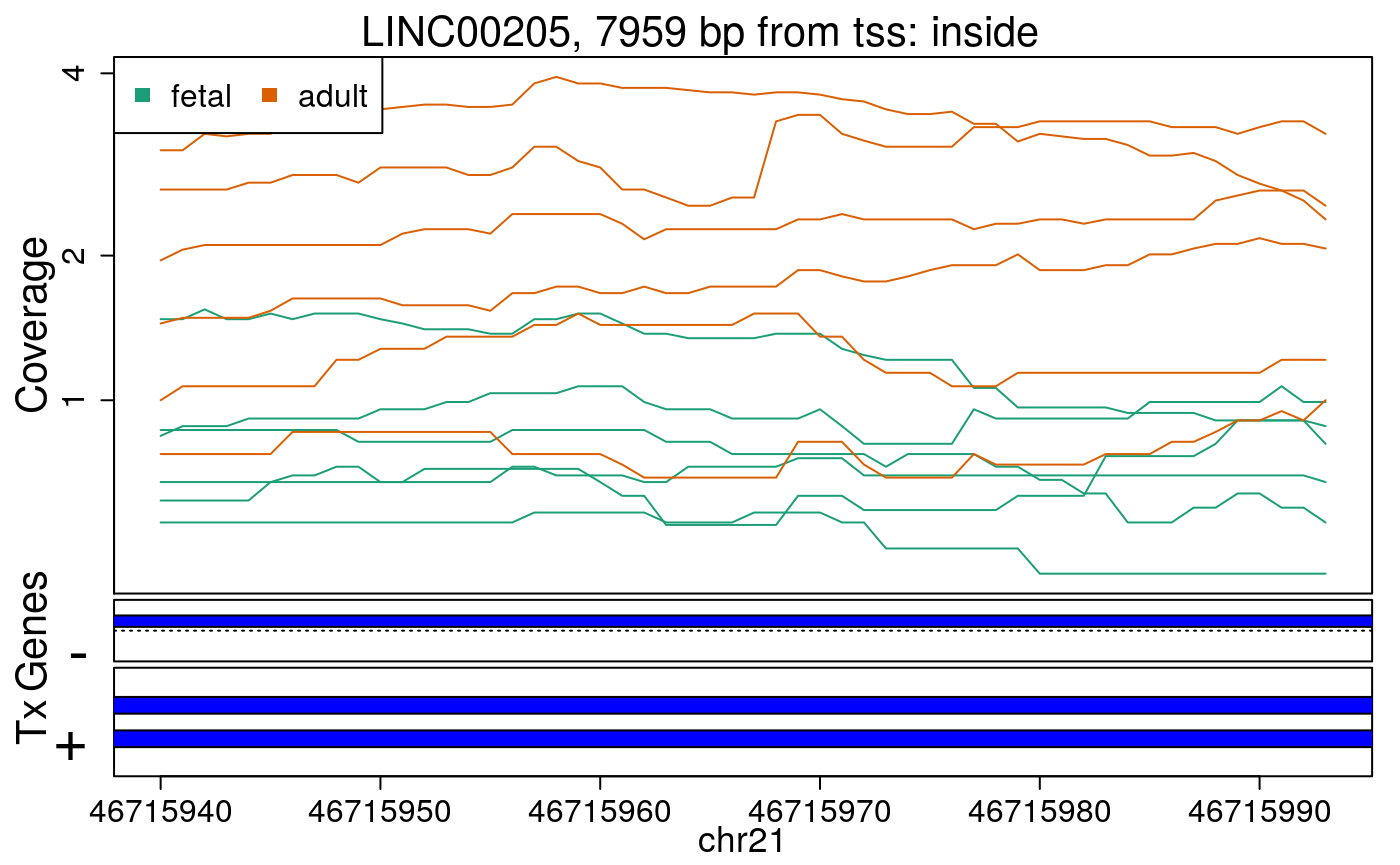 LINC00205, 7959 bp from tss: inside
fetal adult
Coverage
4
2
1
Tx Genes
-
+
46715940 46715950 46715960 46715970 46715980 46715990
chr21